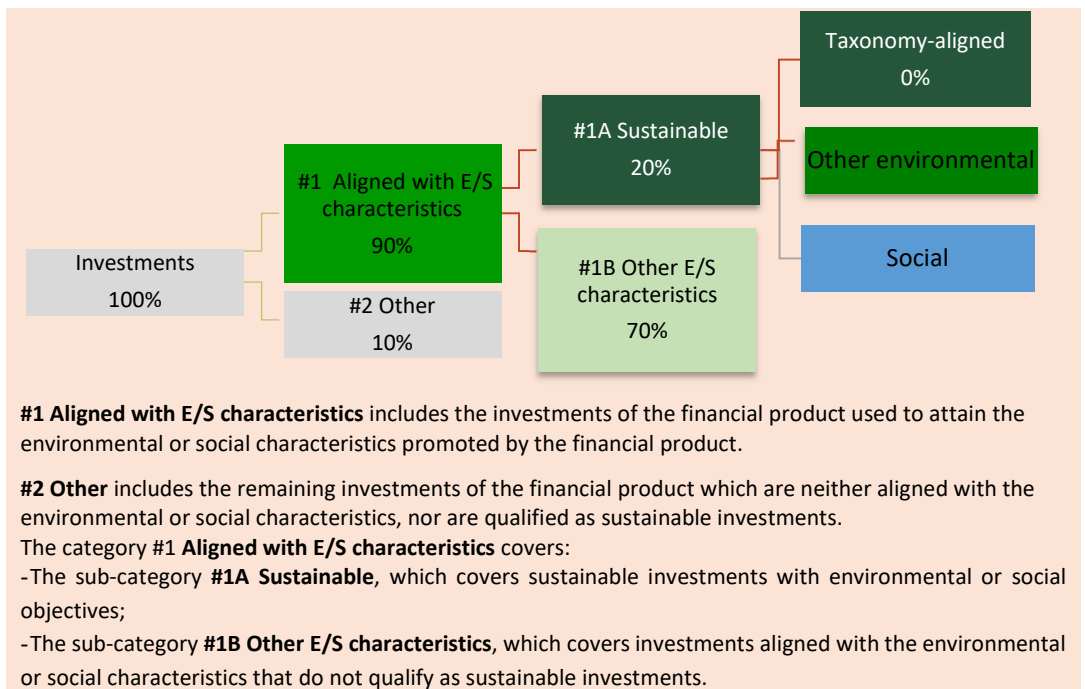 Taxonomy-aligned
0%
#1A Sustainable
20%
Other environmental
#1 Aligned with E/S
characteristics
90%
Social
Investments
100%
#1B Other E/S
characteristics
70%
#2 Other
10%
#1 Aligned with E/S characteristics includes the investments of the financial product used to attain the
environmental or social characteristics promoted by the financial product.
#2 Other includes the remaining investments of the financial product which are neither aligned with the
environmental or social characteristics, nor are qualified as sustainable investments.
The category #1 Aligned with E/S characteristics covers:
-The sub-category #1A Sustainable, which covers sustainable investments with environmental or social
objectives;
-The sub-category #1B Other E/S characteristics, which covers investments aligned with the environmental
or social characteristics that do not qualify as sustainable investments.